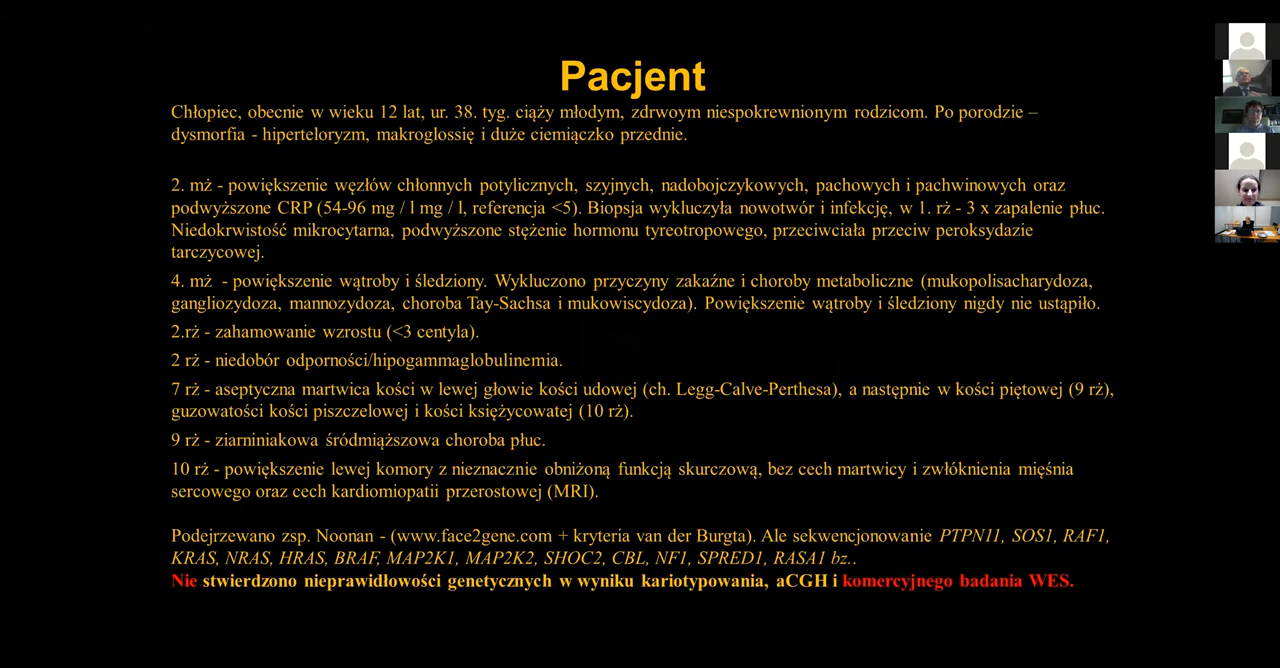 Pacjent
Chłopiec, obecnie w wieku 12 lat, ur. 38. tyg. ciąży młodym, zdrwoym niespokrewnionym rodzicom. Po porodzie –
dysmorfia - hiperteloryzm, makroglossię i duże ciemiączko przednie.
2. mż - powiększenie węzłów chłonnych potylicznych, szyjnych, nadobojczykowych, pachowych i pachwinowych oraz
podwyższone CRP (54-96 mg / l mg / l, referencja <5). Biopsja wykluczyła nowotwór i infekcję, w 1. rż - 3 x zapalenie płuc.
Niedokrwistość mikrocytarna, podwyższone stężenie hormonu tyreotropowego, przeciwciała przeciw peroksydazie
tarczycowej.
4. mż - powiększenie wątroby i śledziony. Wykluczono przyczyny zakaźne i choroby metaboliczne (mukopolisacharydoza,
gangliozydoza, mannozydoza, choroba Tay-Sachsa i mukowiscydoza). Powiększenie wątroby i śledziony nigdy nie ustąpiło.
2.rż - zahamowanie wzrostu (<3 centyla).
2 rż - niedobór odporności/hipogammaglobulinemia.
7 rż - aseptyczna martwica kości w lewej głowie kości udowej (ch. Legg-Calve-Perthesa), a następnie w kości piętowej (9 rż),
guzowatości kości piszczelowej i kości księżycowatej (10 rż).
9 rż - ziarniniakowa śródmiąższowa choroba płuc.
10 rż - powiększenie lewej komory z nieznacznie obniżoną funkcją skurczową, bez cech martwicy i zwłóknienia mięśnia
sercowego oraz cech kardiomiopatii przerostowej (MRI).
Podejrzewano zsp. Noonan - (www.face2gene.com + kryteria van der Burgta). Ale sekwencjonowanie PTPN11, SOS1, RAF1,
KRAS, NRAS, HRAS, BRAF, MAP2K1, MAP2K2, SHOC2, CBL, NF1, SPRED1, RASA1 bz..
Nie stwierdzono nieprawidłowości genetycznych w wyniku kariotypowania, aCGH i komercyjnego badania WES.